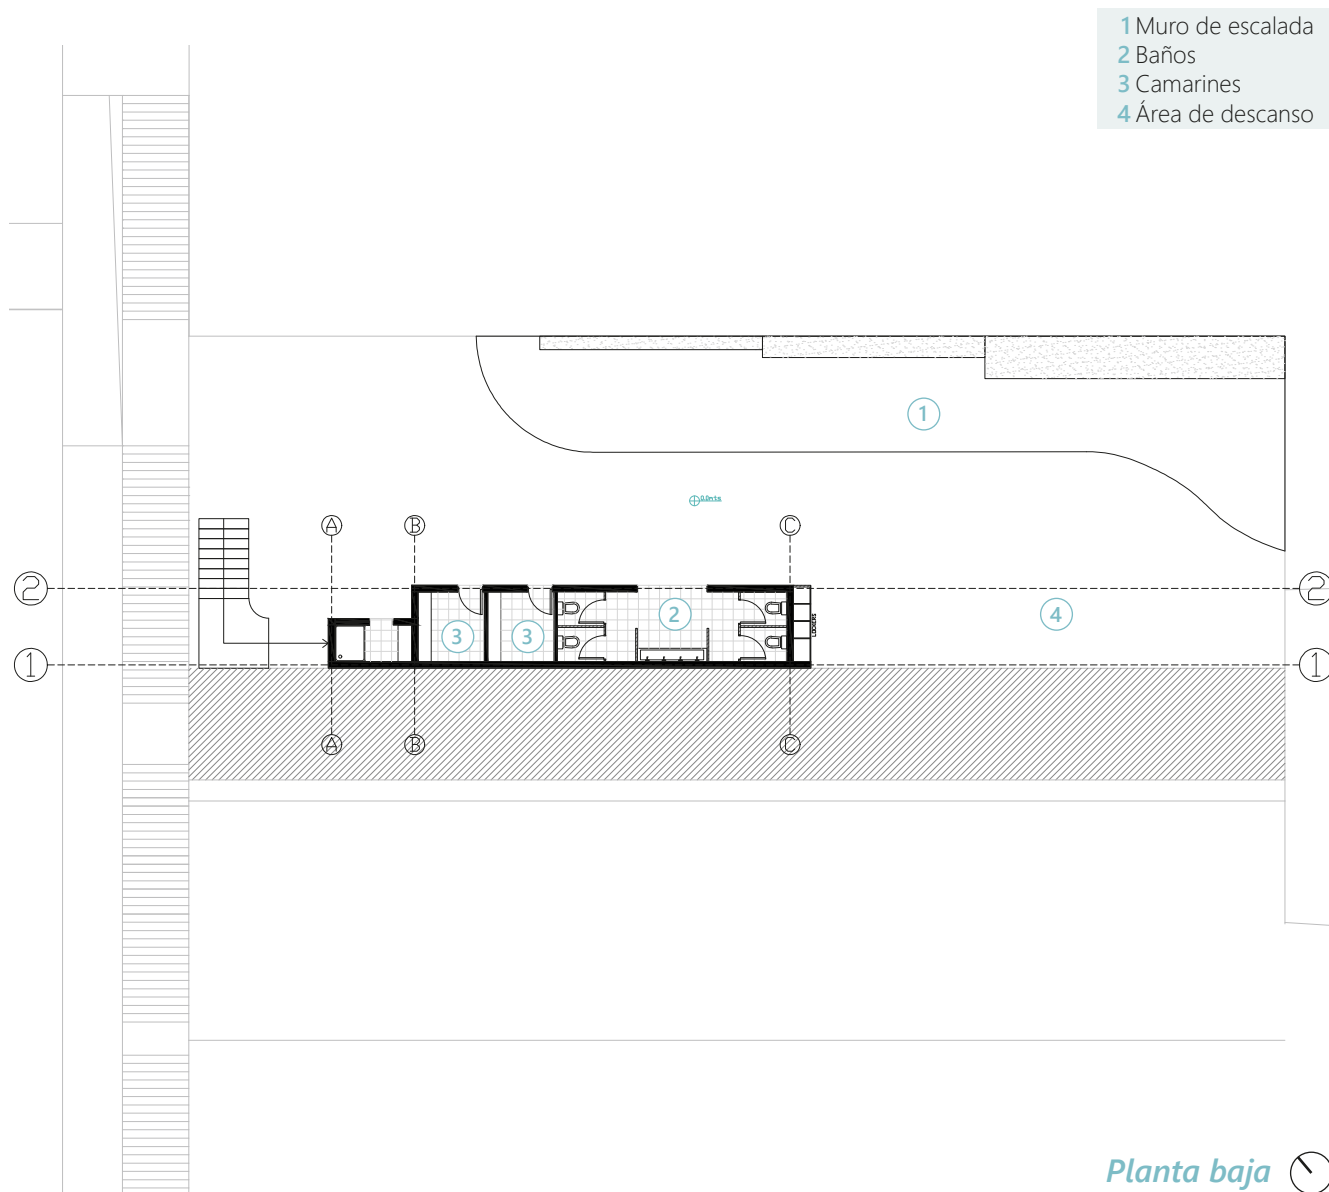 1 Muro de escalada
2 Baños
3 Camarines
4 Área de descanso
1
A B C
2 2
4
2
3 3
LOCKERS
1 1
A B C
Planta baja